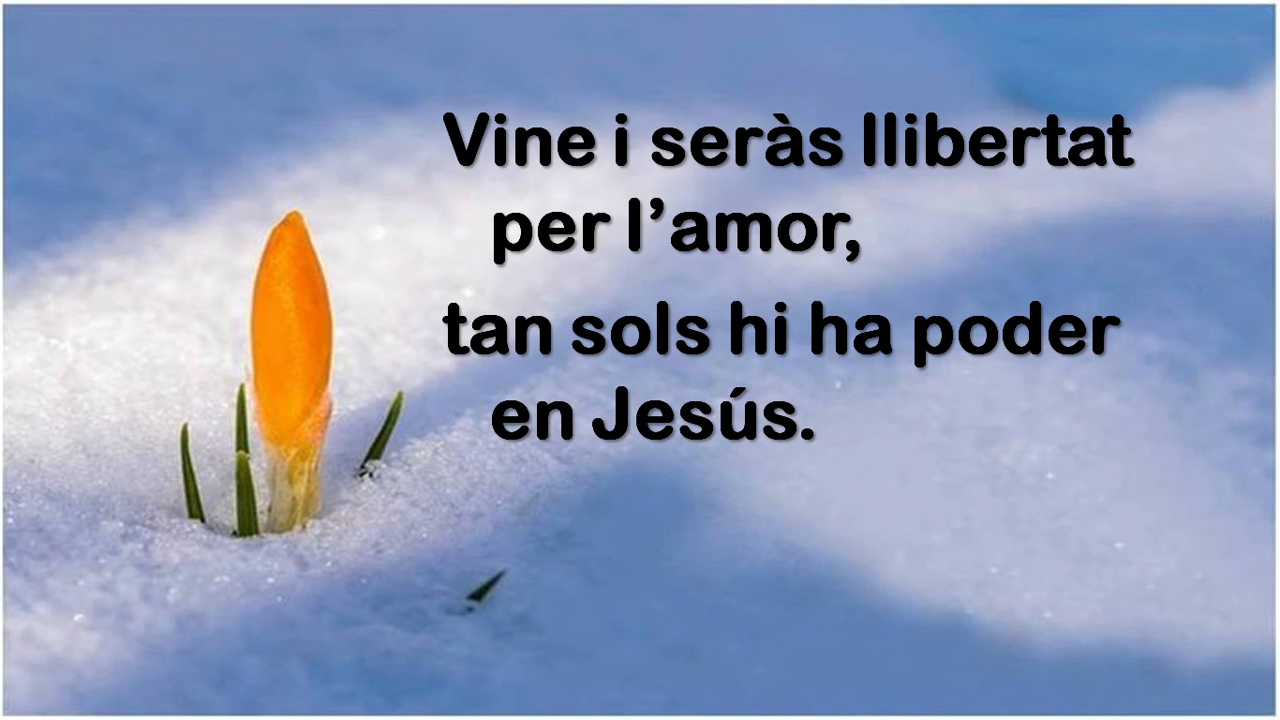 Vine i seràs llibertat
per l’amor,
tan sols hi ha poder
en Jesús.